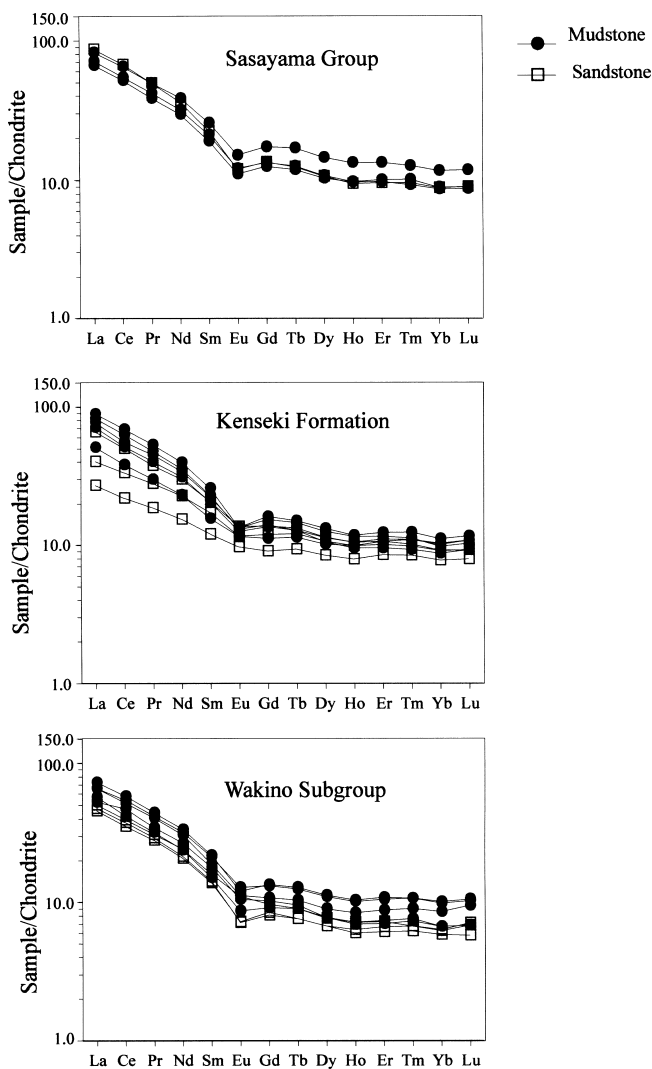 Mudstone
Sandstone
Sasayama Group
Sample/Chondrite
150.0
100.0
10.0
1.0
La Ce Pr Nd Sm Eu Gd Tb Dy Ho Er Tm Yb Lu
Kenseki Formation
Sample/Chondrite
150.0
100.0
10.0
1.0
La Ce Pr Nd Sm Eu Gd Tb Dy Ho Er Tm Yb Lu
Wakino Subgroup
Sample/Chondrite
150.0
100.0
10.0
1.0
La Ce Pr Nd Sm Eu Gd Tb Dy Ho Er Tm Yb Lu